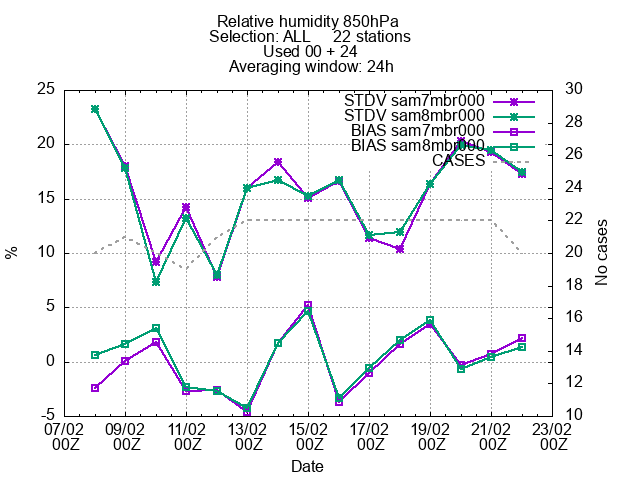 Relative humidity 850hPa
Selection: ALL 22 stations
Used 00 + 24
Averaging window: 24h
STDV sam7mbr000
STDV sam8mbr000
BIAS sam7mbr000
BIAS sam8mbr000
CASES
25
20
15
10
5
0
-5
%
30
28
26
24
22
20
18
16
14
12
10
No cases
07/02 09/02 11/02 13/02 15/02 17/02 19/02 21/02 23/02
00Z 00Z 00Z 00Z 00Z 00Z 00Z 00Z 00Z
Date